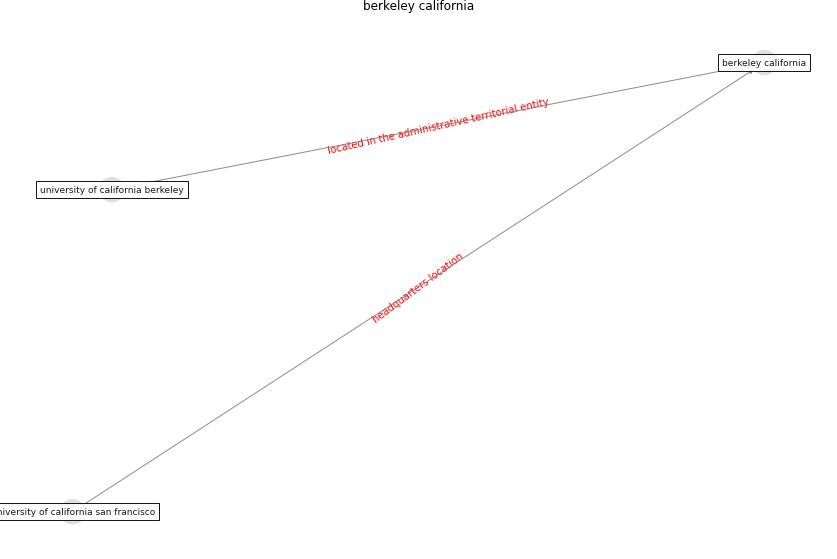 berkeley california
berkeley california
located in the administrative territorial entity
university of california berkeley
headquarters location
niversity of california san francisco